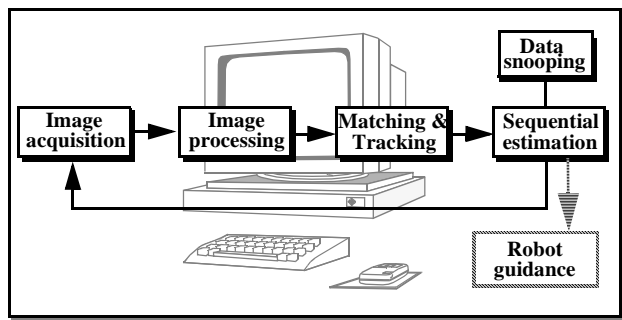 Data
snooping
Image
acquisition
Image
processing
Matching &
Tracking
Sequential
estimation
Robot
guidance